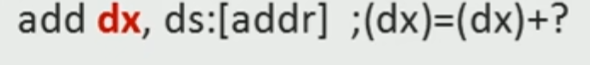 add dx, ds:[addr] ;(dx)=(dx)+?